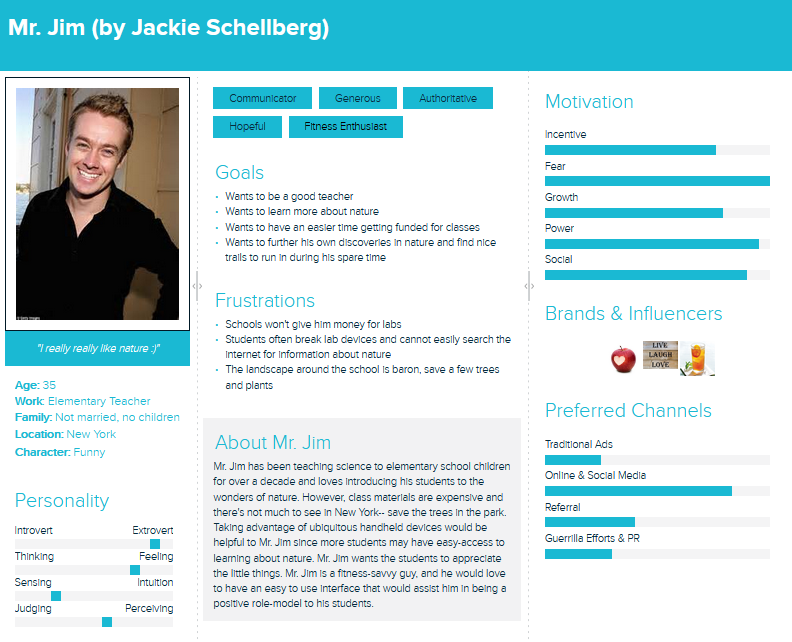 Mr. Jim (by Jackie Schellberg)
"I really really like nature :)"
Age: 35
Work: Elementary Teacher
Family: Not married, no children
Location: New York
Character: Funny
Personality
Introvert Extrovert
Thinking Feeling
Sensing Intuition
Judging Perceiving
Communicator Generous Authoritative
Hopeful Fitness Enthusiast
Goals
Wants to be a good teacher
Wants to learn more about nature
Wants to have an easier time getting funded for classes
Wants to further his own discoveries in nature and find nice
trails to run in during his spare time
Frustrations
Schools won't give him money for labs
Students often break lab devices and cannot easily search the
internet for information about nature
The landscape around the school is baron, save a few trees
and plants
About Mr. Jim
Mr. Jim has been teaching science to elementary school children
for over a decade and loves introducing his students to the
wonders of nature. However, class materials are expensive and
there's not much to see in New York-- save the trees in the park.
Taking advantage of ubiquitous handheld devices would be
helpful to Mr. Jim since more students may have easy-access to
learning about nature. Mr. Jim wants the students to appreciate
the little things. Mr. Jim is a fitness-savvy guy, and he would love
to have an easy to use interface that would assist him in being a
positive role-model to his students.
Motivation
Incentive
Fear
Growth
Power
Social
Brands & Influencers
LIVE
LAUGH
LOVE
Preferred Channels
Traditional Ads
Online & Social Media
Referral
Guerrilla Efforts & PR